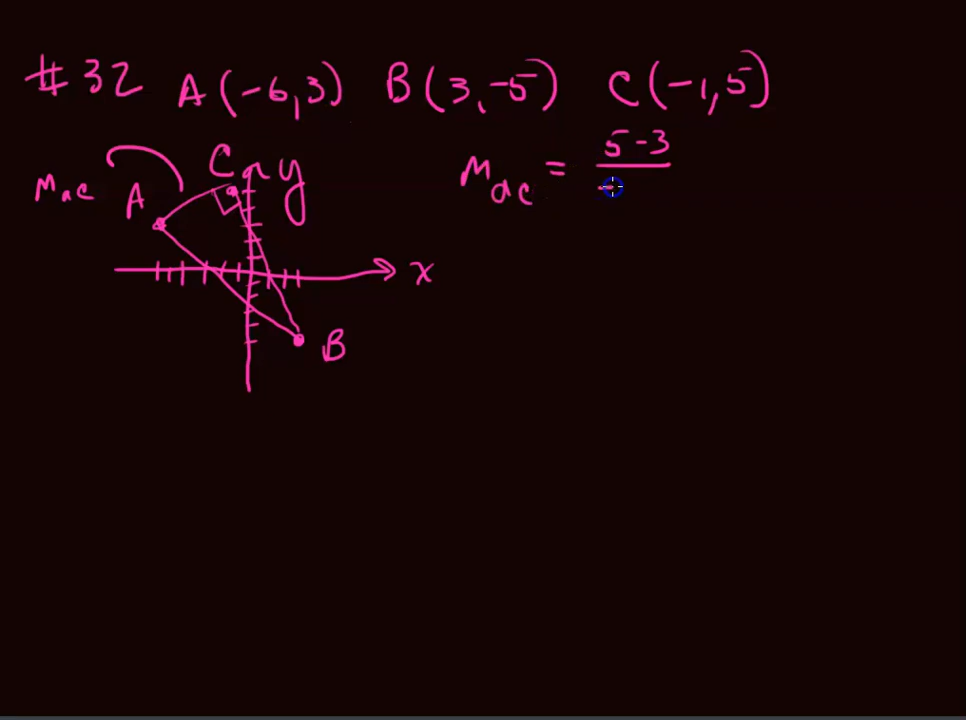 #32 A(-6,3) B(3,-5) C(-1,5)
M_ac = 5-3
-
C y
M_ac A
x
B